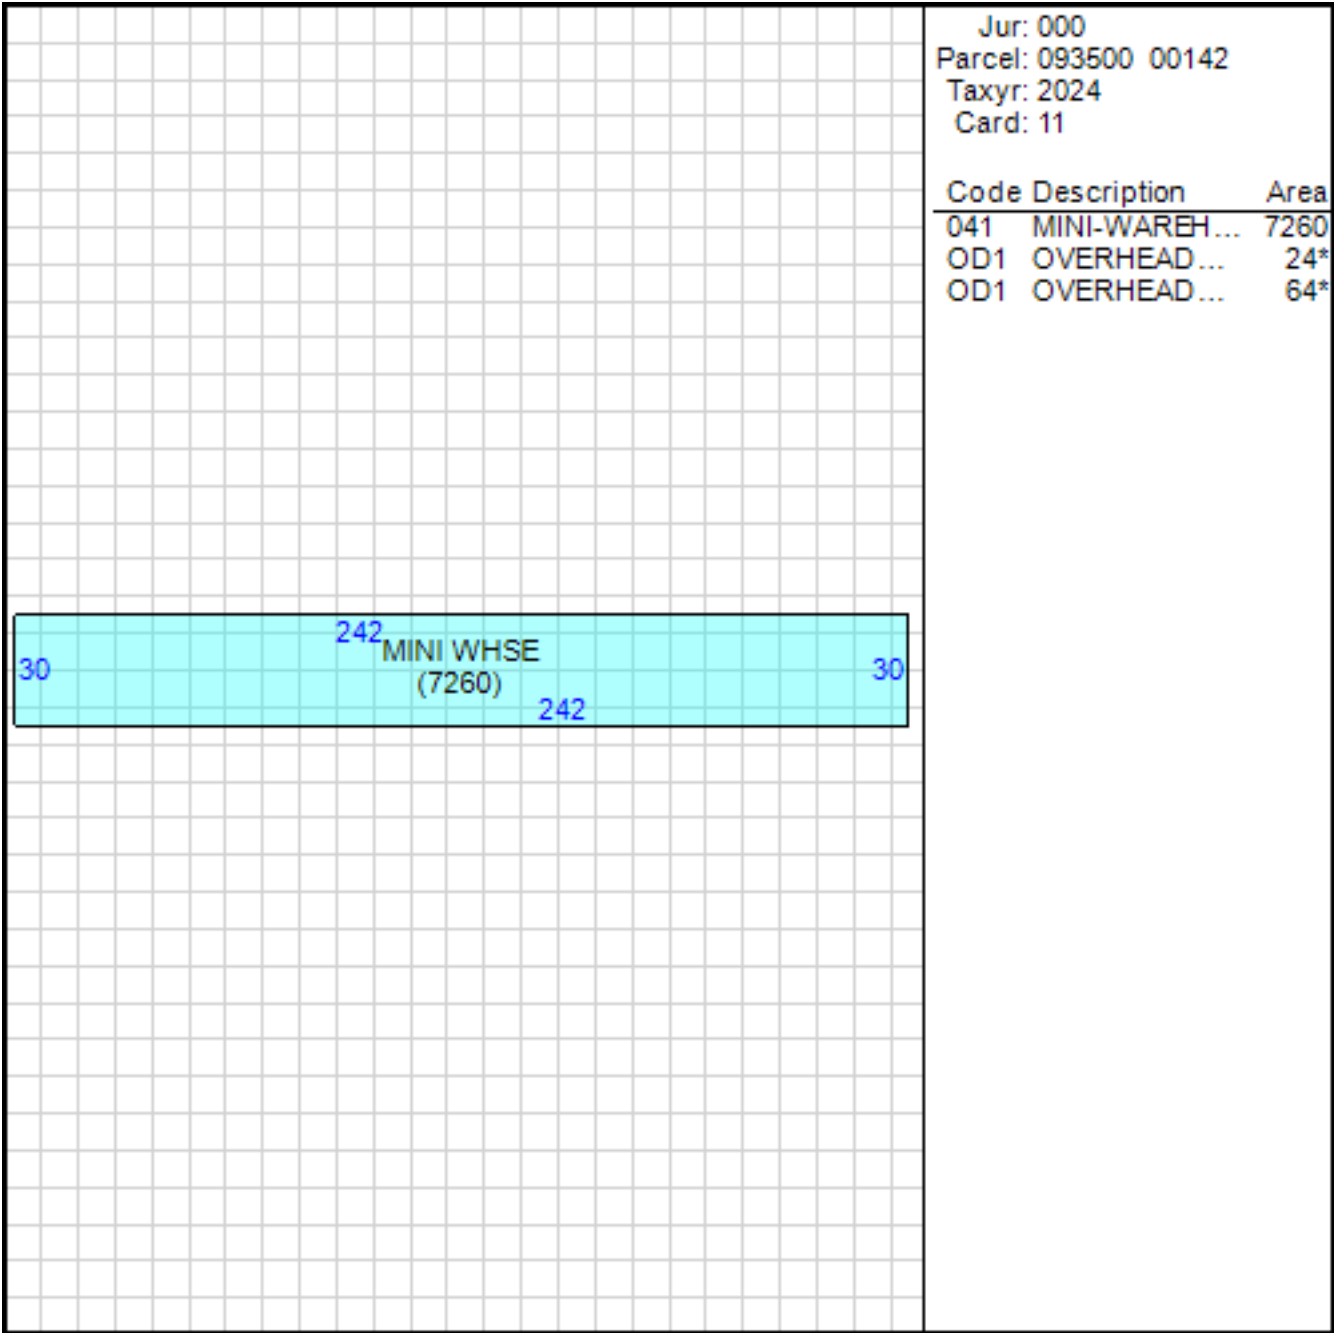 Jur: 000
Parcel: 093500 00142
Taxyr: 2024
Card: 11
Code Description Area
041 MINI-WAREH... 7260
OD1 OVERHEAD... 24*
OD1 OVERHEAD... 64*
242
MINI WHSE
30 30
(7260)
242